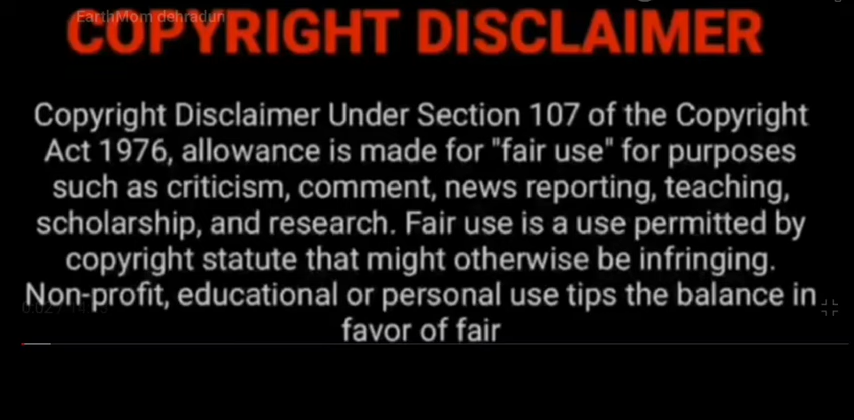 EarthMom dehradun
COPYRIGHT DISCLAIMER
Copyright Disclaimer Under Section 107 of the Copyright
Act 1976, allowance is made for "fair use" for purposes
such as criticism, comment, news reporting, teaching,
scholarship, and research. Fair use is a use permitted by
copyright statute that might otherwise be infringing.
Non-profit, educational or personal use tips the balance in
favor of fair